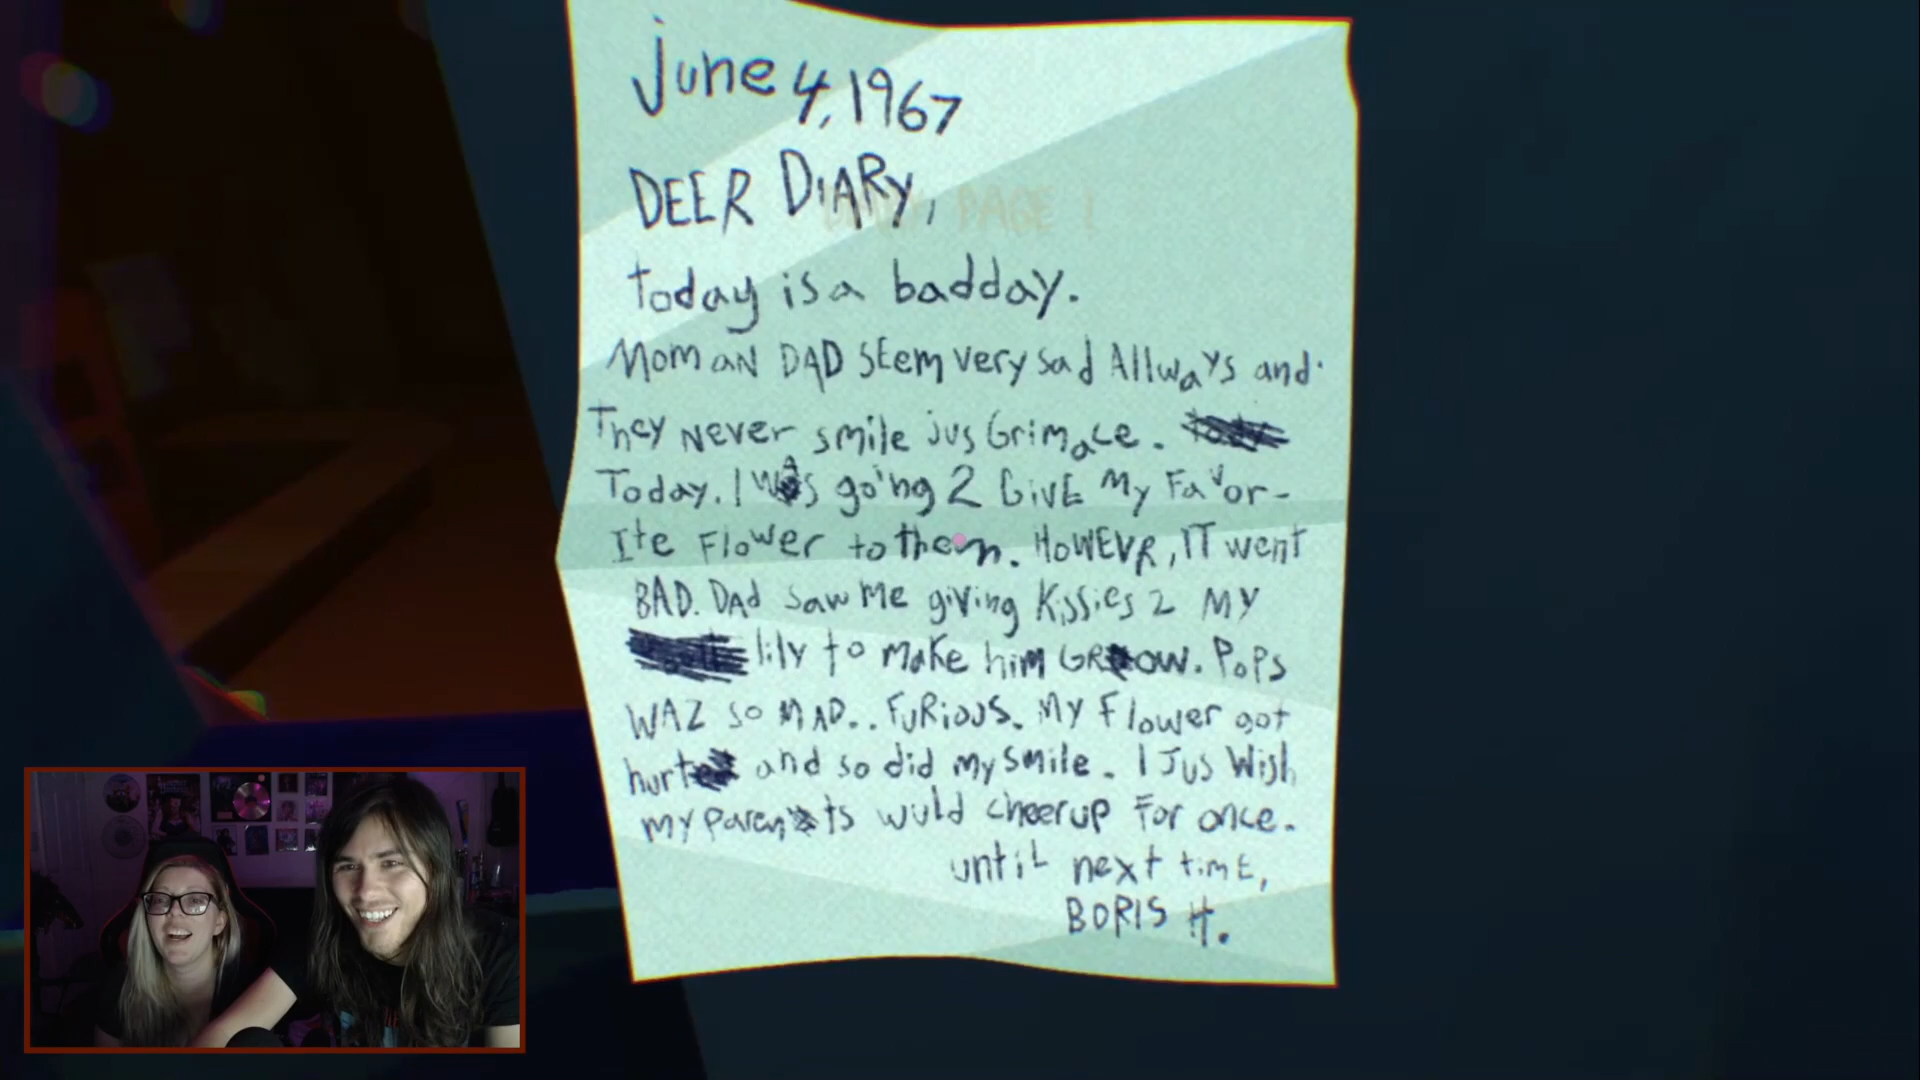 June 4, 1967
DEER DiARy,
PAGE 1
today is a badday.
Mom aN DAD SEem very sad Allways and
They Never smile jus Grimace.
Today. I WAs going 2 GivE My Favor-
Ite Flower to them. HoWEVR, IT went
BAD. DAd saw me giving Kissies 2 MY
lily to make him GROW. PoPs
WAZ so MAD.. FuRiouS. My Flower got
hurt and so did my smile. I Jus Wish
my parents wuld cheerup For once.
until next timE,
BORIS H.